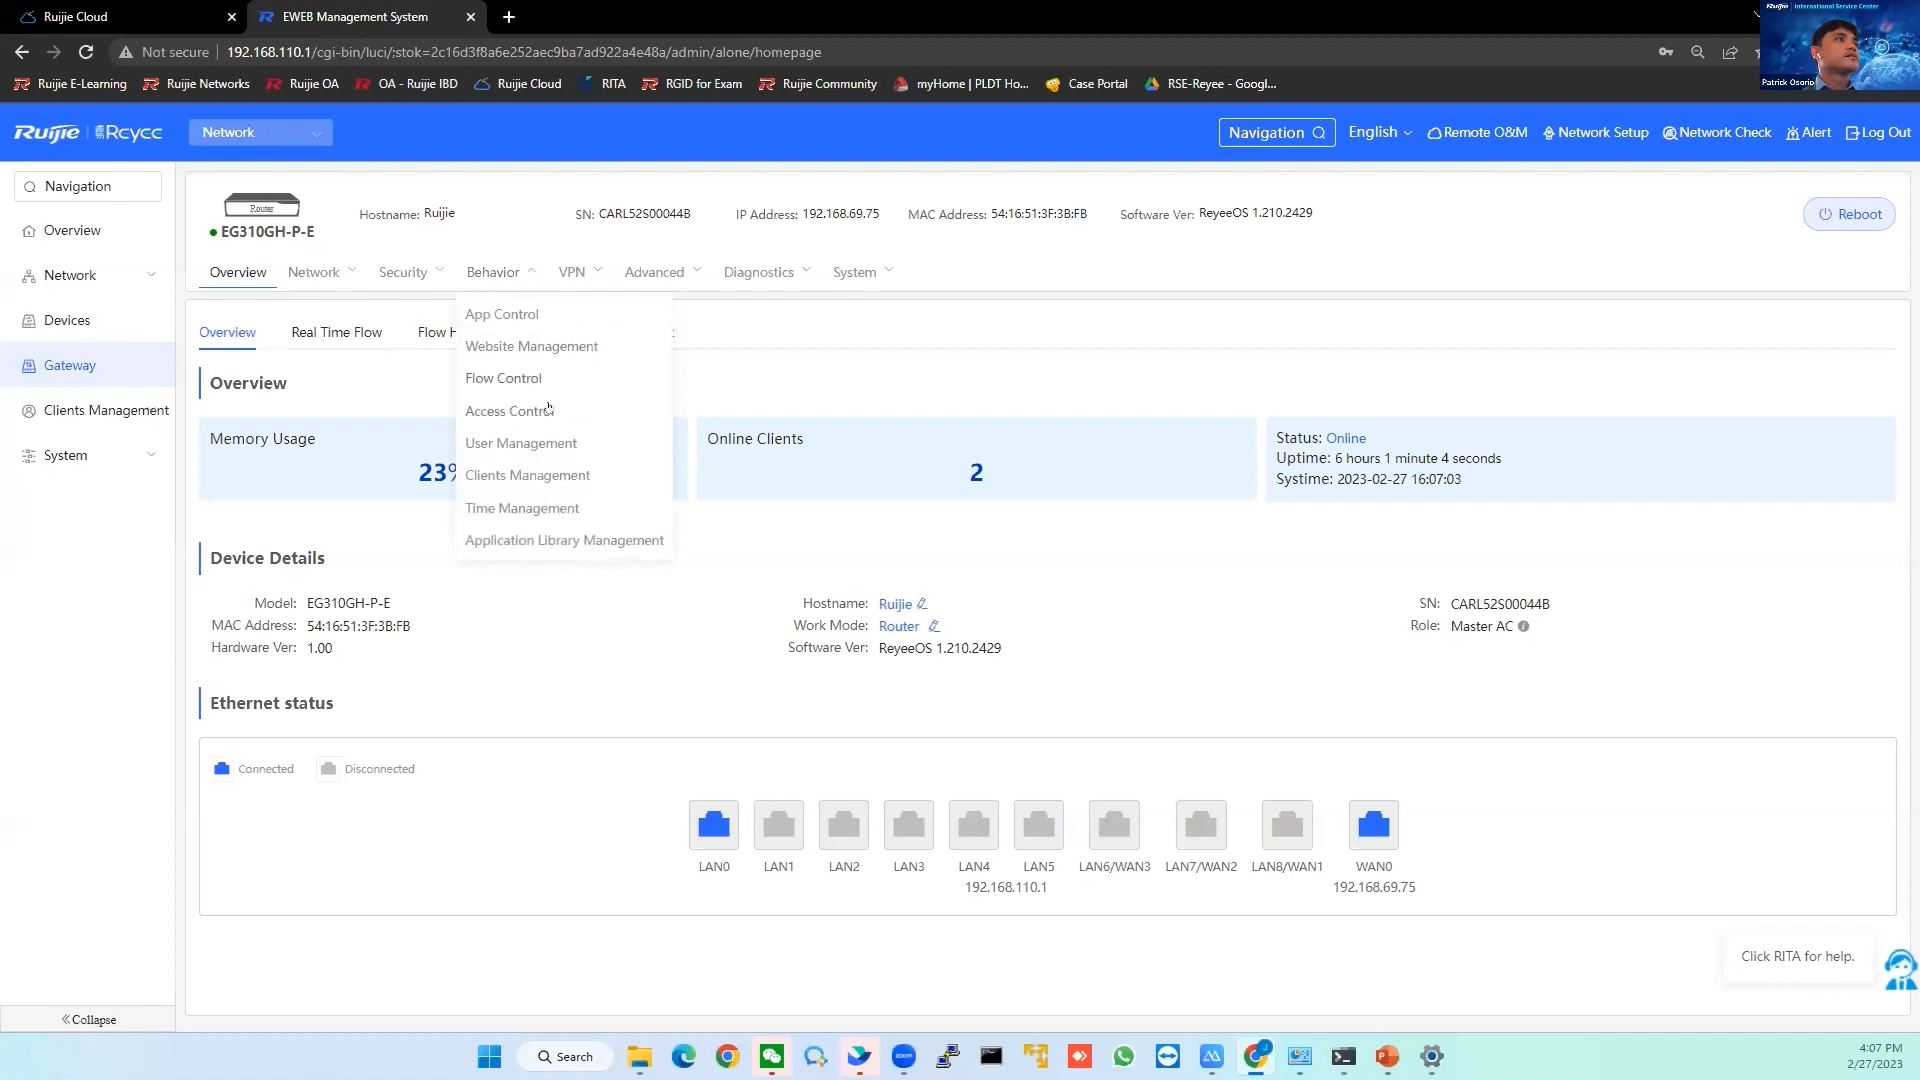 Ruijie Cloud
EWEB Management System
Ruijie | International Service Center
Not secure
192.168.110.1/cgi-bin/luci/;stok=2c16d3f8a6e252aec9ba7ad922a4e48a/admin/alone/homepage
Patrick Osorio
Ruijie E-Learning Ruijie Networks Ruijie OA OA - Ruijie IBD Ruijie Cloud RITA RGID for Exam Ruijie Community myHome | PLDT Ho... Case Portal RSE-Reyee - Googl...
Ruijie | Reyee Network Navigation English Remote O&M Network Setup Network Check Alert Log Out
Navigation
Overview
Network
Devices
Gateway
Clients Management
System
Collapse
Router
EG310GH-P-E
Hostname: Ruijie SN: CARL52S00044B IP Address: 192.168.69.75 MAC Address: 54:16:51:3F:3B:FB Software Ver: ReyeeOS 1.210.2429
Reboot
Overview Network Security Behavior VPN Advanced Diagnostics System
App Control
Website Management
Flow Control
Access Control
User Management
Clients Management
Time Management
Application Library Management
Overview Real Time Flow Flow H
Overview
Memory Usage
23%
Online Clients
2
Status: Online
Uptime: 6 hours 1 minute 4 seconds
Systime: 2023-02-27 16:07:03
Device Details
Model: EG310GH-P-E
MAC Address: 54:16:51:3F:3B:FB
Hardware Ver: 1.00
Hostname: Ruijie
Work Mode: Router
Software Ver: ReyeeOS 1.210.2429
SN: CARL52S00044B
Role: Master AC
Ethernet status
Connected Disconnected
LAN0 LAN1 LAN2 LAN3 LAN4 LAN5 LAN6/WAN3 LAN7/WAN2 LAN8/WAN1 WAN0
192.168.110.1 192.168.69.75
Click RITA for help.
Search
zoom
4:07 PM
2/27/2023